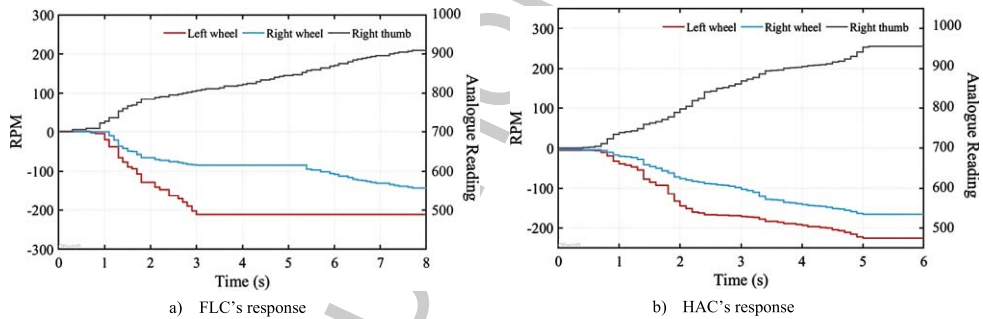 Left wheel Right wheel Right thumb
300
200
100
0
-100
-200
-300
RPM
1000
900
800
700
600
500
Analogue Reading
0 1 2 3 4 5 6 7 8
Time (s)
a) FLC's response
Left wheel Right wheel Right thumb
300
200
100
0
-100
-200
RPM
1000
900
800
700
600
500
Analogue Reading
0 1 2 3 4 5 6
Time (s)
b) HAC's response